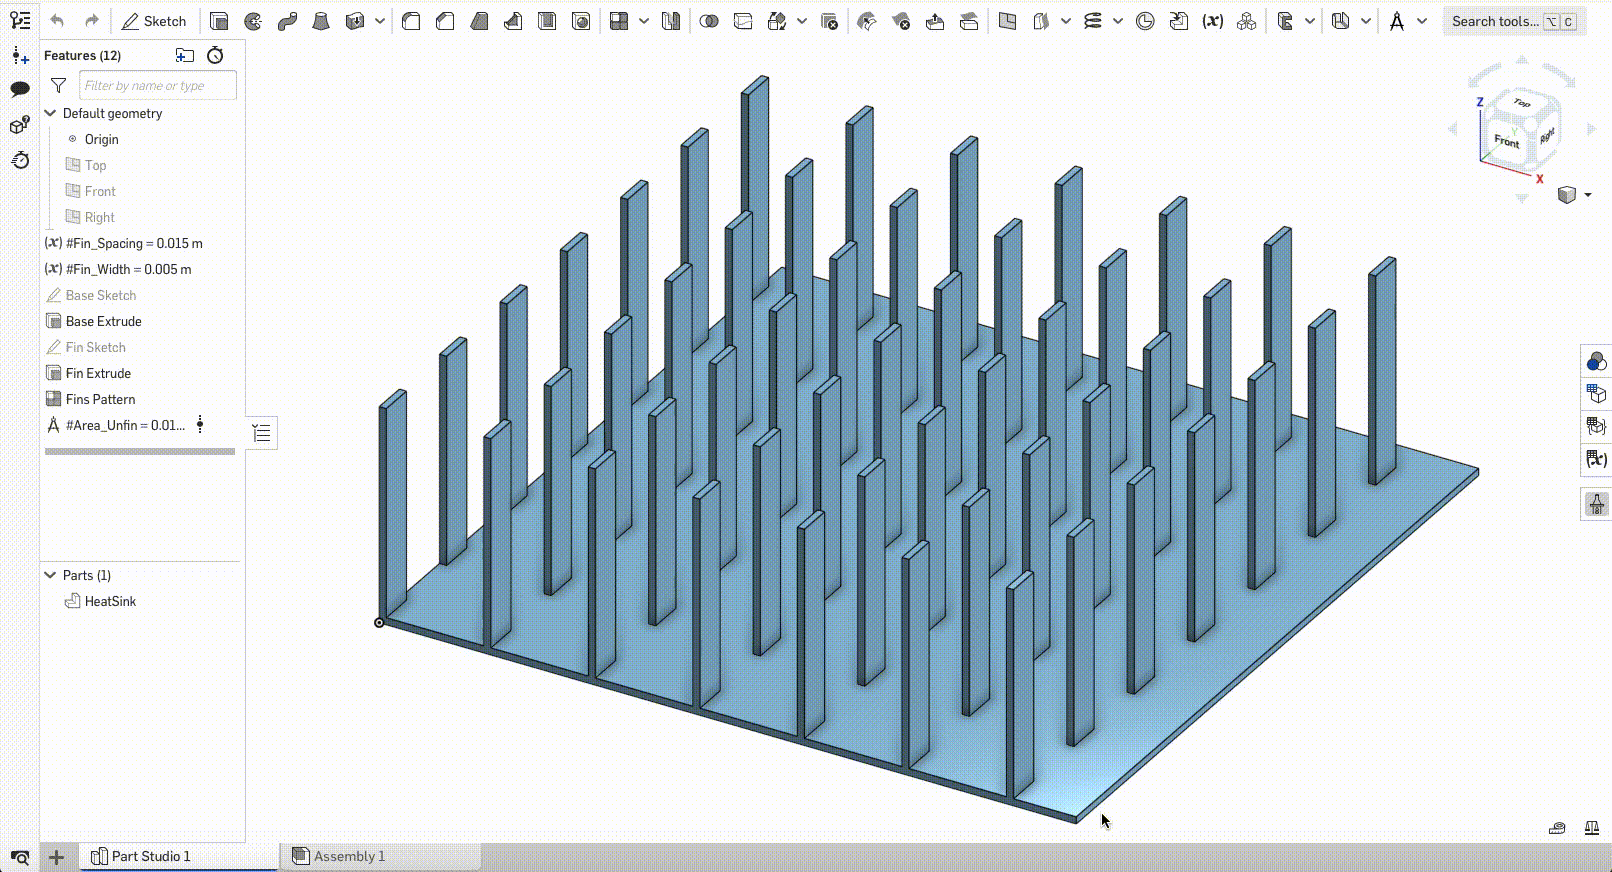 Sketch
Search tools... ⌥ C
Features (12)
Filter by name or type
Default geometry
Origin
Top
Front
Right
(x) #Fin_Spacing = 0.015 m
(x) #Fin_Width = 0.005 m
Base Sketch
Base Extrude
Fin Sketch
Fin Extrude
Fins Pattern
#Area_Unfin = 0.01...
Parts (1)
HeatSink
Top
Front
Right
Z
Y
X
Part Studio 1
Assembly 1